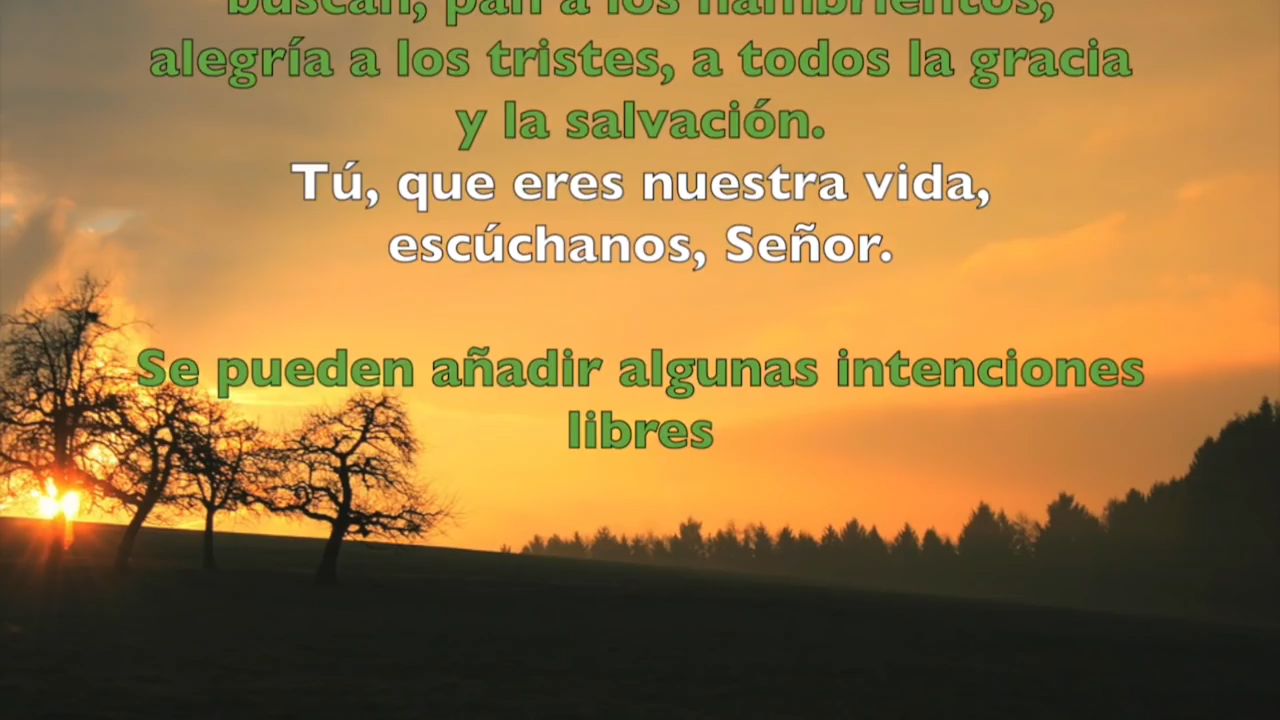 buscan, pan a los hambrientos,
alegría a los tristes, a todos la gracia
y la salvación.
Tú, que eres nuestra vida,
escúchanos, Señor.
Se pueden añadir algunas intenciones
libres